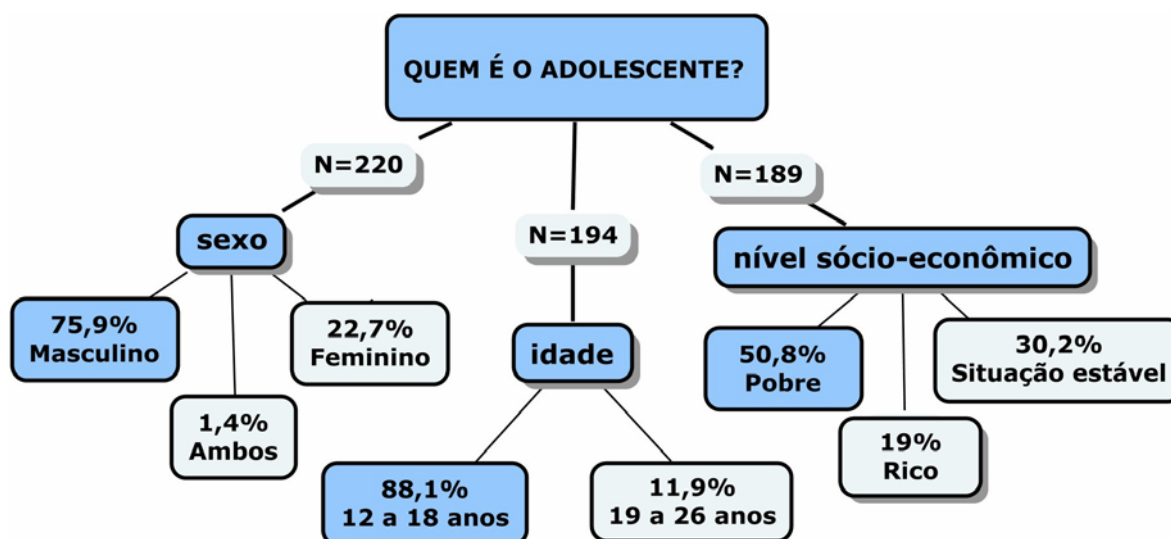 QUEM É O ADOLESCENTE?
N=220
N=194
N=189
sexo
75,9%
Masculino
1,4%
Ambos
22,7%
Feminino
idade
88,1%
12 a 18 anos
11,9%
19 a 26 anos
nível sócio-econômico
50,8%
Pobre
19%
Rico
30,2%
Situação estável